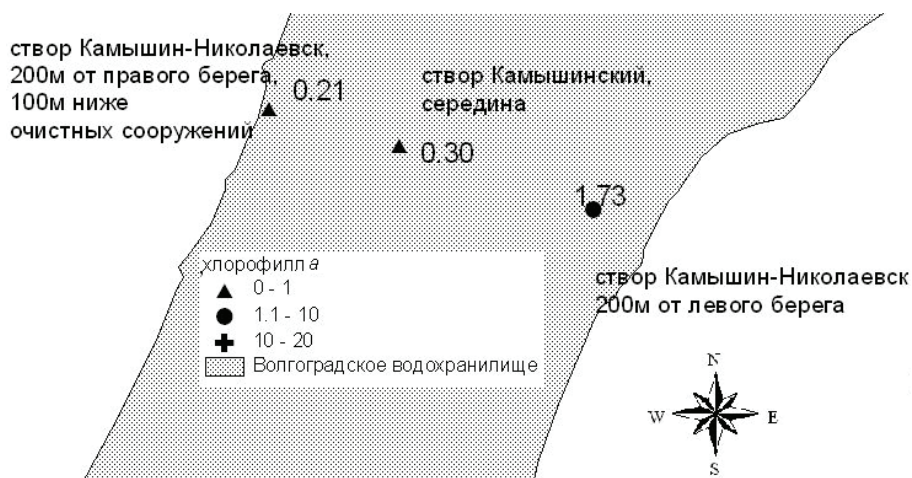 створ Камышин-Николаевск,
200м от правого берега,
100м ниже
очистных сооружений
0.21
створ Камышинский,
середина
0.30
1.73
створ Камышин-Николаевск
200м от левого берега
хлорофилл а
0 - 1
1.1 - 10
10 - 20
Волгоградское водохранилище
N
W
E
S